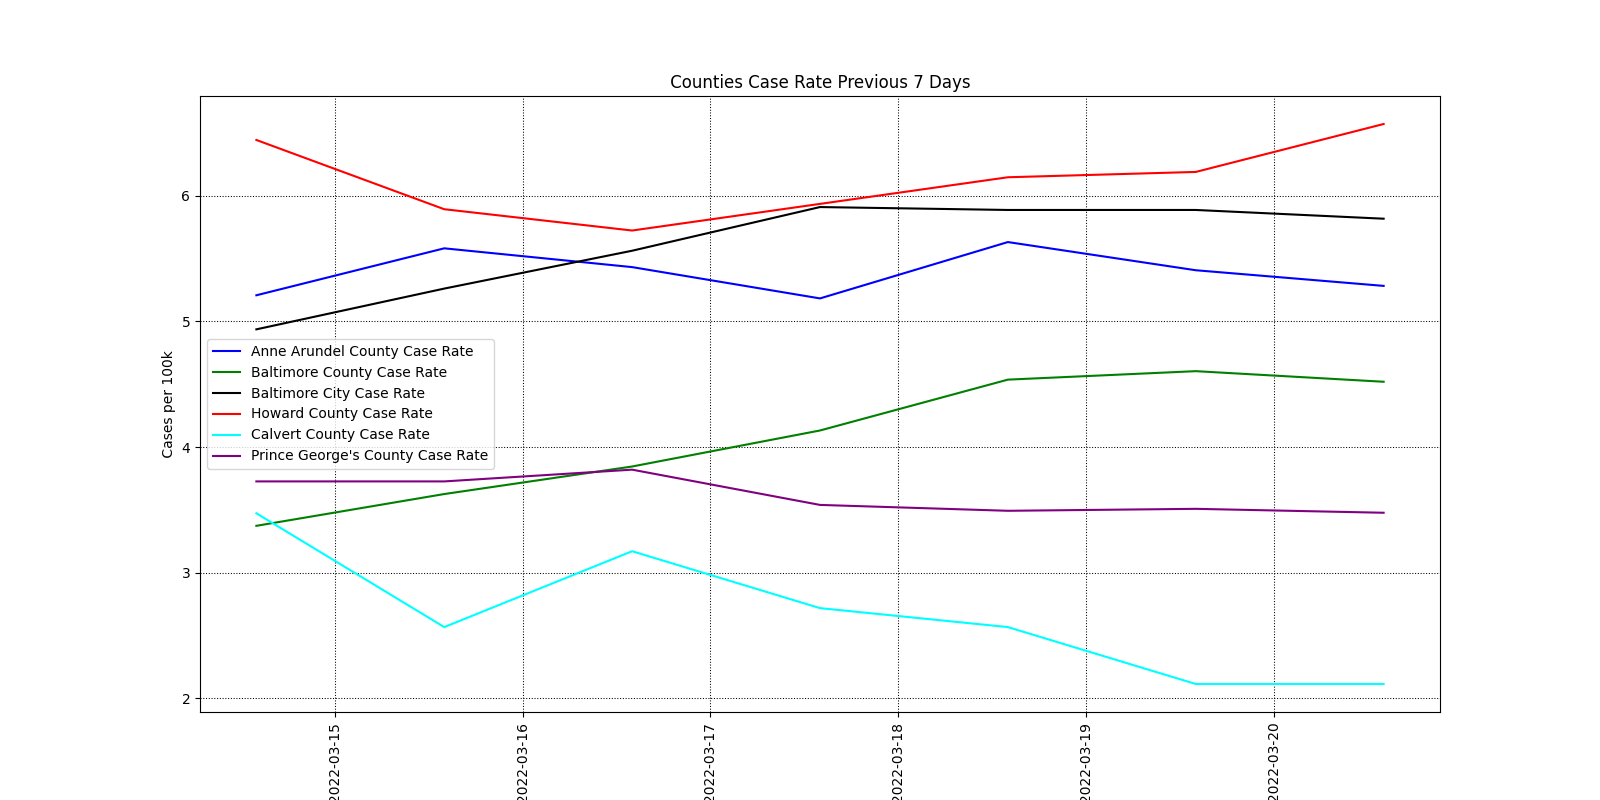 Counties Case Rate Previous 7 Days
Cases per 100k
6
5
4
3
2
Anne Arundel County Case Rate
Baltimore County Case Rate
Baltimore City Case Rate
Howard County Case Rate
Calvert County Case Rate
Prince George's County Case Rate
2022-03-15
2022-03-16
2022-03-17
2022-03-18
2022-03-19
2022-03-20